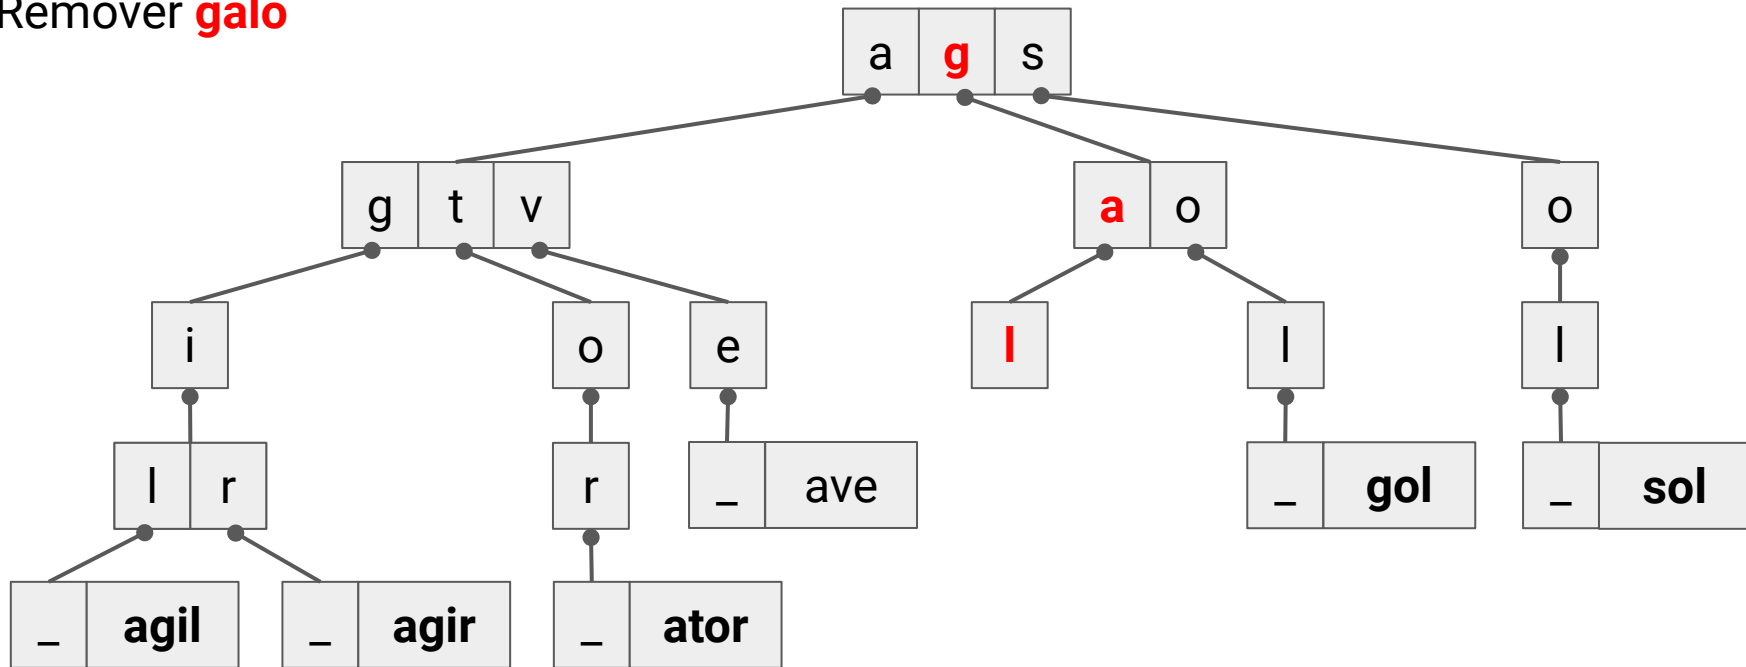 Remover galo
a g s
g t v a o o
i o e l l l
l r r _ ave _ gol _ sol
_ agil _ agir _ ator